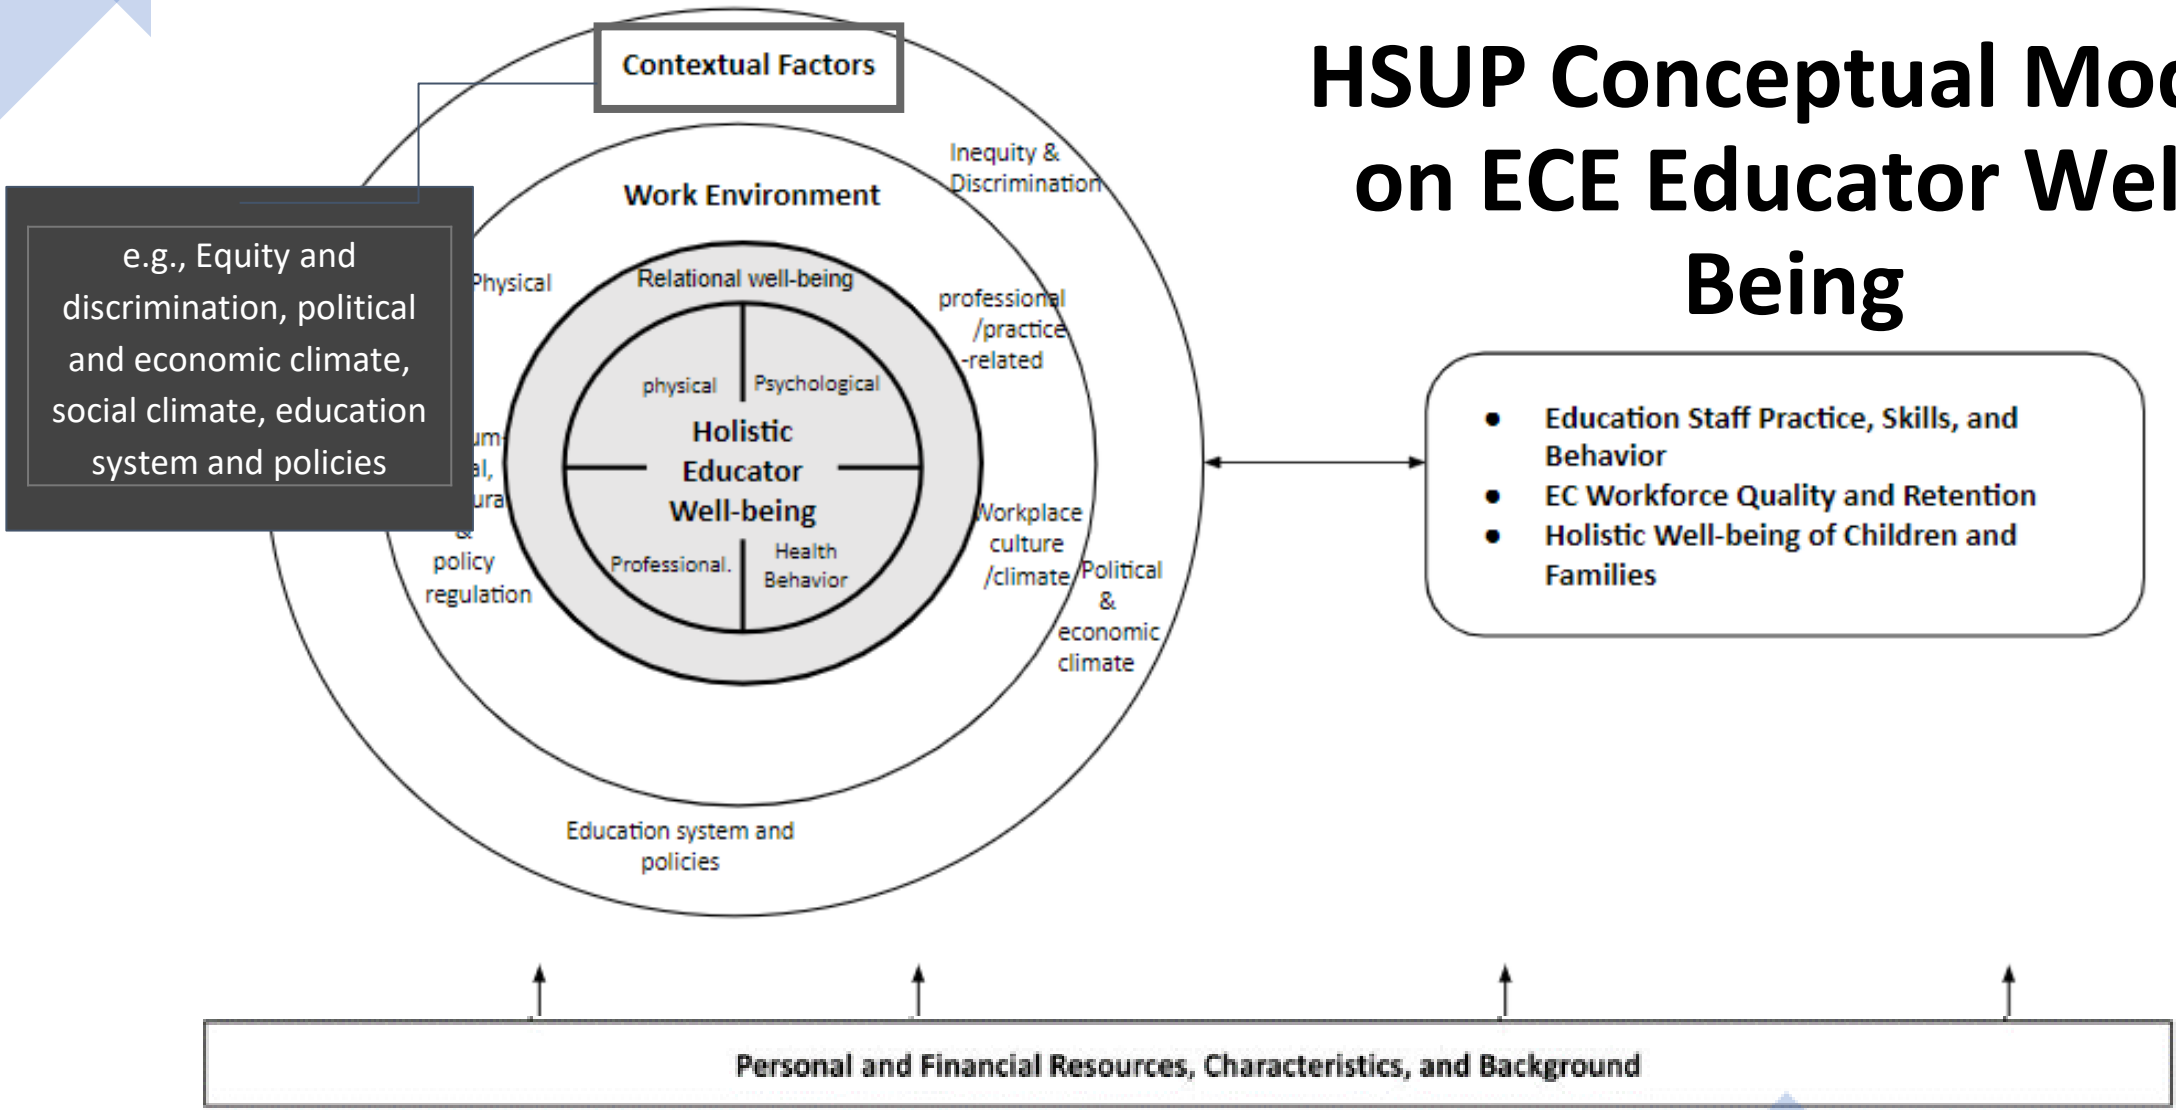 HSUP Conceptual
on ECE Educator
Being
Contextual Factors
Inequity &
Discrimination
Work Environment
e.g., Equity and
discrimination, political
and economic climate,
social climate, education
system and policies
Physical
Relational well-being
professional
/practice
-related
physical
Psychological
Holistic
Educator
Well-being
Professional.
Health
Behavior
&
policy
regulation
Workplace
culture
/climate
Political
&
economic
climate
Education system and
policies
● Education Staff Practice, Skills, and
Behavior
● EC Workforce Quality and Retention
● Holistic Well-being of Children and
Families
Personal and Financial Resources, Characteristics, and Background